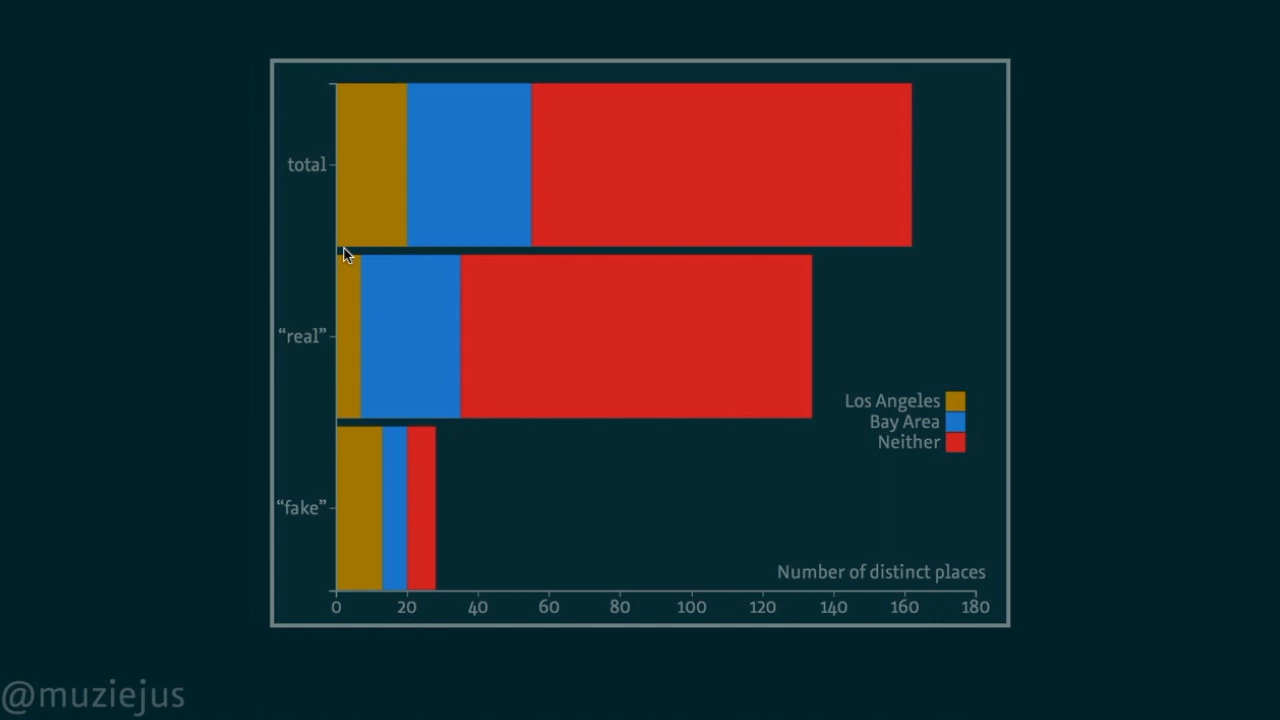 total
“real”
Los Angeles
Bay Area
Neither
“fake”
Number of distinct places
0 20 40 60 80 100 120 140 160 180
@muziejus